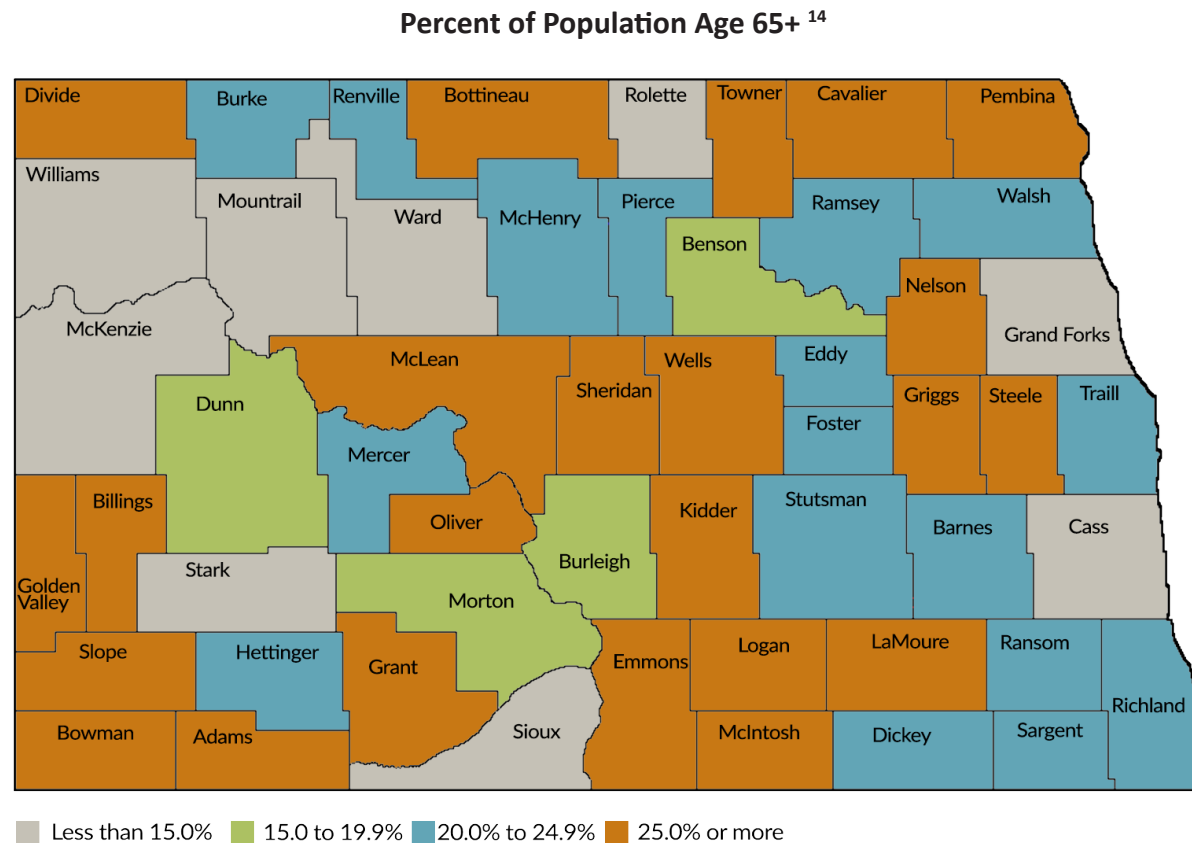 Percent of Population Age 65+ 14
Divide
Burke
Renville
Bottineau
Rolette
Towner
Cavalier
Pembina
Williams
Mountrail
Ward
McHenry
Pierce
Ramsey
Walsh
Benson
Nelson
McKenzie
Grand Forks
McLean
Sheridan
Wells
Eddy
Dunn
Griggs
Steele
Traill
Foster
Mercer
Billings
Oliver
Kidder
Stutsman
Barnes
Cass
Stark
Burleigh
Golden
Valley
Morton
Slope
Hettinger
Grant
Emmons
Logan
LaMoure
Ransom
Richland
Bowman
Adams
Sioux
McIntosh
Dickey
Sargent
Less than 15.0% 15.0 to 19.9% 20.0% to 24.9% 25.0% or more